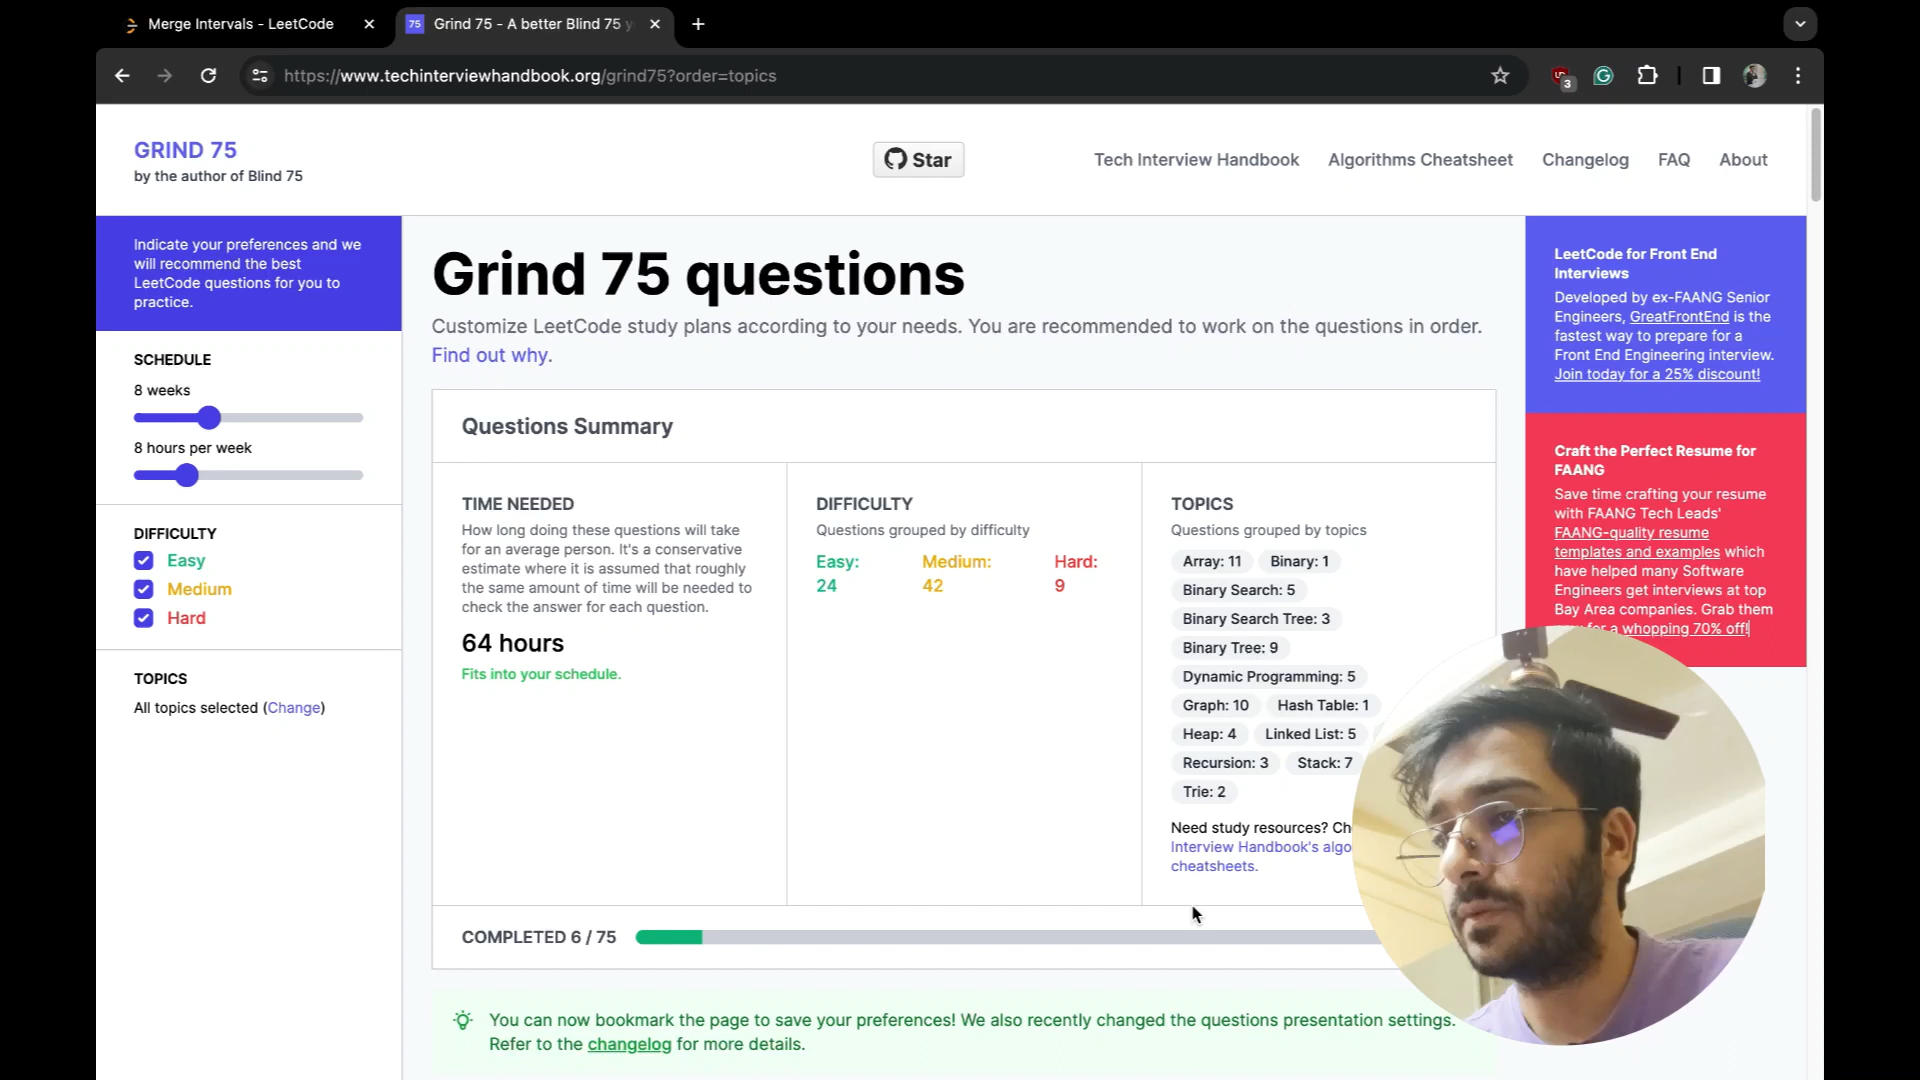 Merge Intervals - LeetCode
75 Grind 75 - A better Blind 75 y
https://www.techinterviewhandbook.org/grind75?order=topics
3
GRIND 75
by the author of Blind 75
Star
Tech Interview Handbook
Algorithms Cheatsheet
Changelog
FAQ
About
Indicate your preferences and we
will recommend the best
LeetCode questions for you to
practice.
SCHEDULE
8 weeks
8 hours per week
DIFFICULTY
Easy
Medium
Hard
TOPICS
All topics selected (Change)
Grind 75 questions
Customize LeetCode study plans according to your needs. You are recommended to work on the questions in order.
Find out why.
Questions Summary
TIME NEEDED
How long doing these questions will take
for an average person. It's a conservative
estimate where it is assumed that roughly
the same amount of time will be needed to
check the answer for each question.
64 hours
Fits into your schedule.
DIFFICULTY
Questions grouped by difficulty
Easy: Medium: Hard:
24 42 9
TOPICS
Questions grouped by topics
Array: 11 Binary: 1
Binary Search: 5
Binary Search Tree: 3
Binary Tree: 9
Dynamic Programming: 5
Graph: 10 Hash Table: 1
Heap: 4 Linked List: 5
Recursion: 3 Stack: 7
Trie: 2
Need study resources? Ch
Interview Handbook's algo
cheatsheets.
COMPLETED 6 / 75
You can now bookmark the page to save your preferences! We also recently changed the questions presentation settings.
Refer to the changelog for more details.
LeetCode for Front End
Interviews
Developed by ex-FAANG Senior
Engineers, GreatFrontEnd is the
fastest way to prepare for a
Front End Engineering interview.
Join today for a 25% discount!
Craft the Perfect Resume for
FAANG
Save time crafting your resume
with FAANG Tech Leads'
FAANG-quality resume
templates and examples which
have helped many Software
Engineers get interviews at top
Bay Area companies. Grab them
for a whopping 70% off!